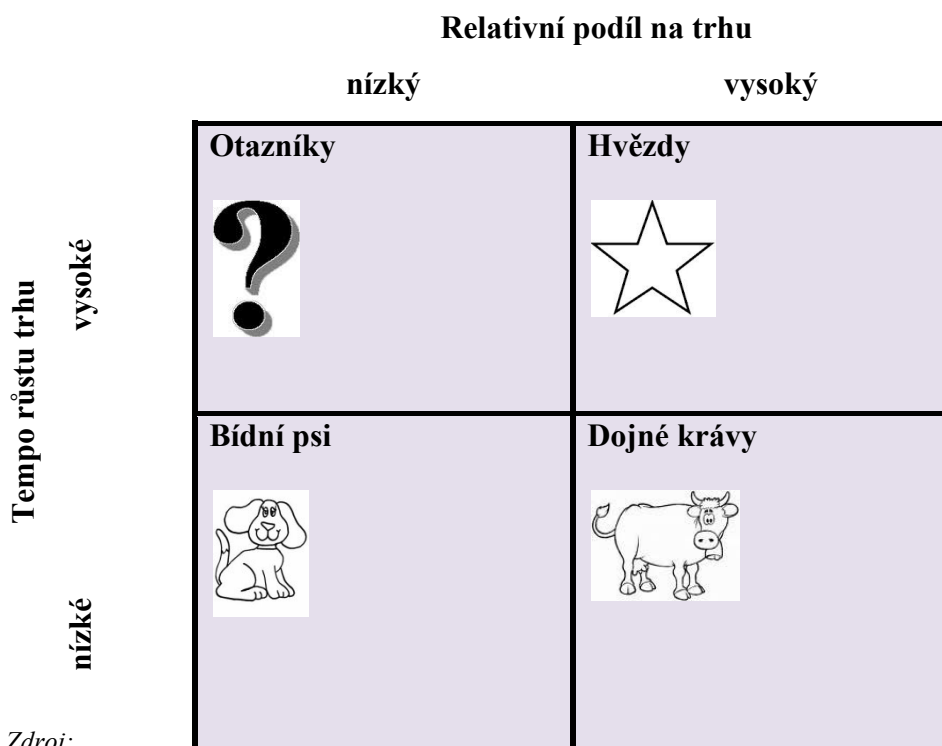 Relativní podíl na trhu
nízký vysoký
Otazníky Hvězdy
Tempo růstu trhu
vysoké
Bídní psi Dojné krávy
nízké
Zdroj: